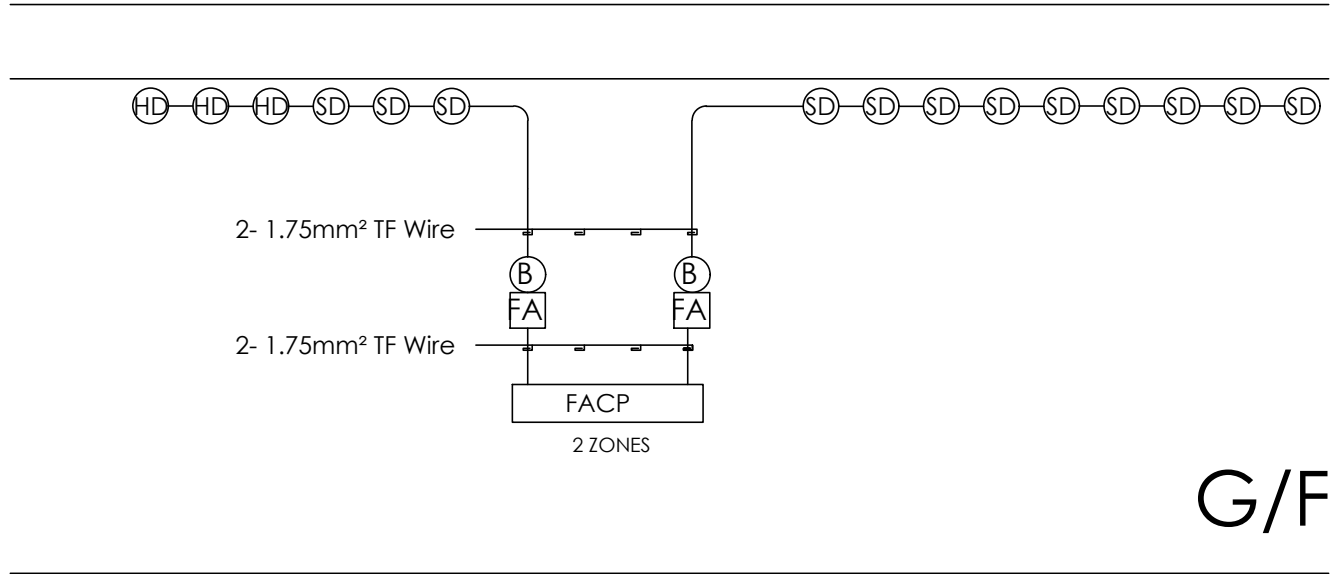 HD HD HD SD SD SD SD SD SD SD SD SD SD SD SD
2- 1.75mm² TF Wire
B B
FA FA
2- 1.75mm² TF Wire
FACP
2 ZONES
G/F